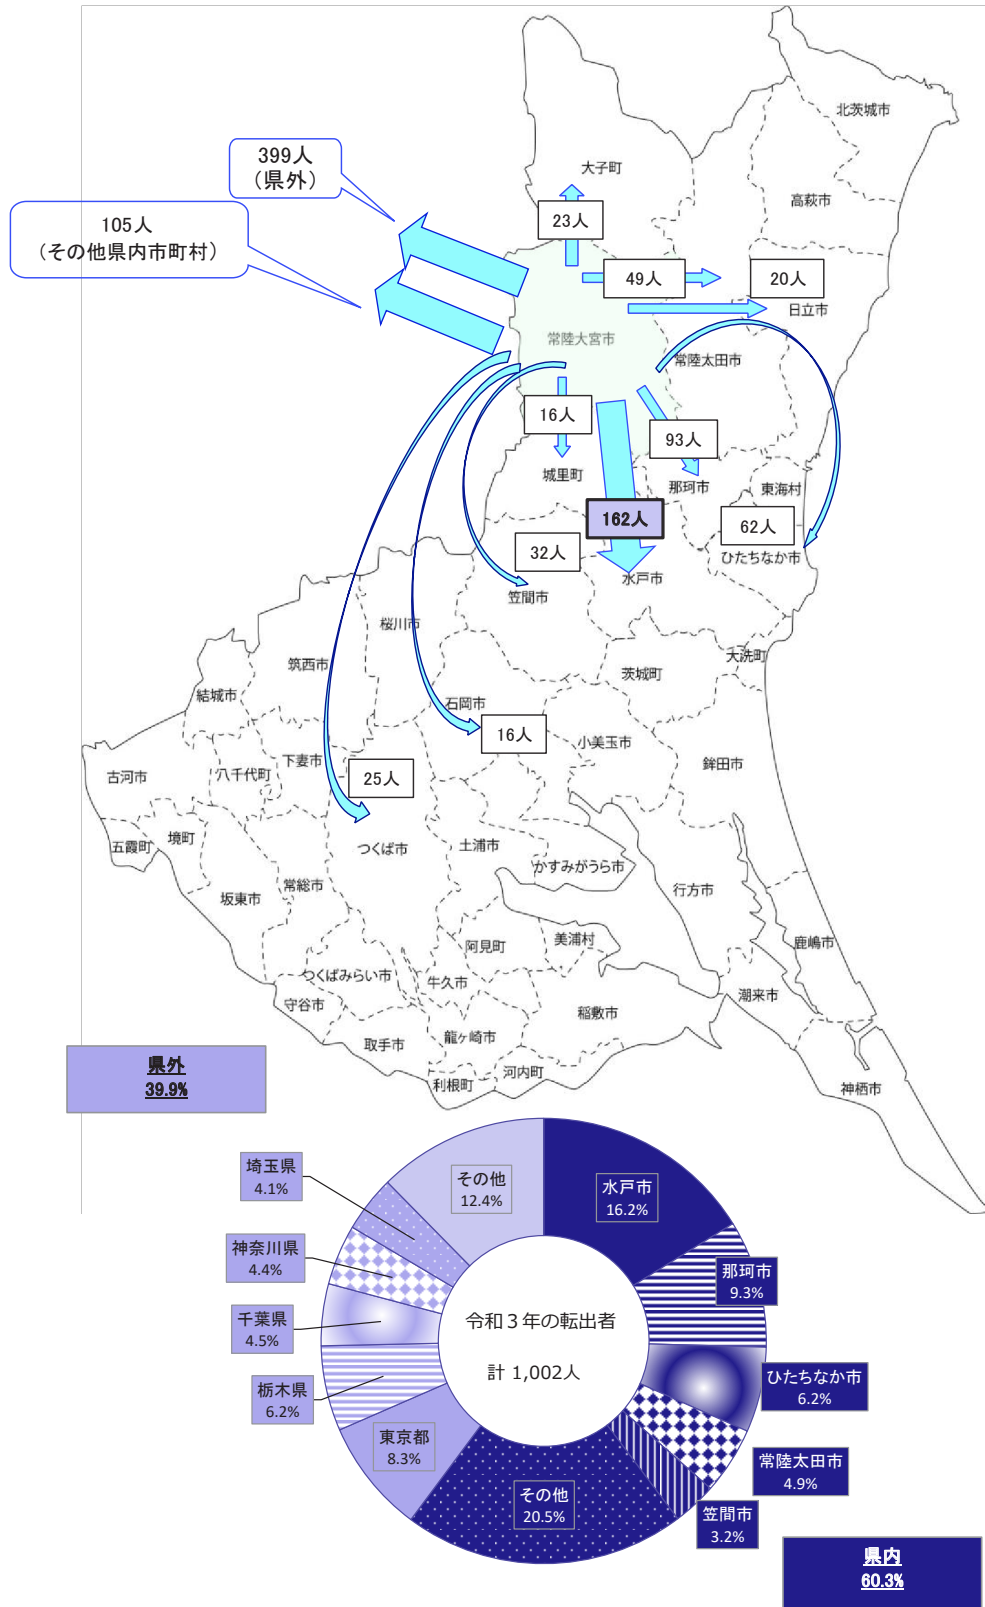 北茨城市
大子町
399人
（県外）
高萩市
23人
105人
（その他県内市町村）
49人
20人
日立市
常陸大宮市
常陸太田市
16人
93人
城里町
那珂市
東海村
162人
62人
32人
ひたちなか市
水戸市
笠間市
桜川市
筑西市
大洗町
茨城町
結城市
石岡市
16人
小美玉市
下妻市
鉾田市
古河市
八千代町
25人
境町
五霞町
つくば市
土浦市
かすみがうら市
常総市
坂東市
行方市
阿見町
美浦村
鹿嶋市
つくばみらい市
牛久市
守谷市
潮来市
稲敷市
取手市
龍ヶ崎市
河内町
利根町
神栖市
県外
39.9%
埼玉県
4.1%
その他
12.4%
水戸市
16.2%
神奈川県
4.4%
那珂市
9.3%
千葉県
4.5%
令和３年の転出者
計 1,002人
栃木県
6.2%
ひたちなか市
6.2%
東京都
8.3%
常陸太田市
4.9%
その他
20.5%
笠間市
3.2%
県内
60.3%